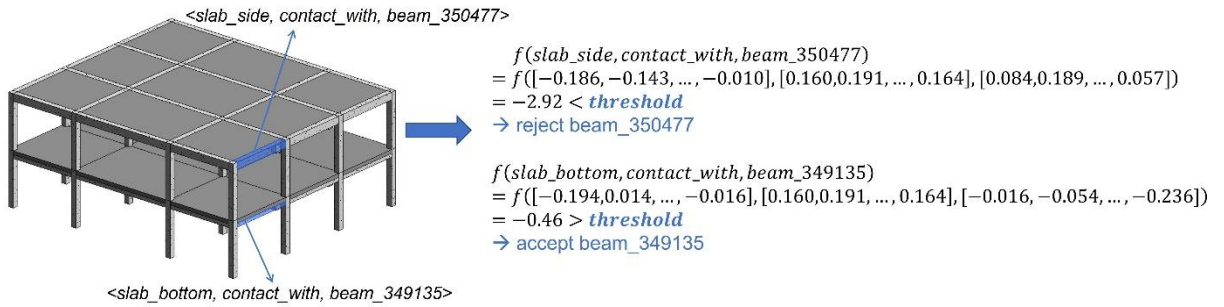 <slab_side, contact_with, beam_350477>
f(slab_side, contact_with, beam_350477)
= f([−0.186, −0.143, … , −0.010], [0.160,0.191, … , 0.164], [0.084,0.189, … , 0.057])
= −2.92 < threshold
→ reject beam_350477
f(slab_bottom, contact_with, beam_349135)
= f([−0.194,0.014, … , −0.016], [0.160,0.191, … , 0.164], [−0.016, −0.054, … , −0.236])
= −0.46 > threshold
→ accept beam_349135
<slab_bottom, contact_with, beam_349135>